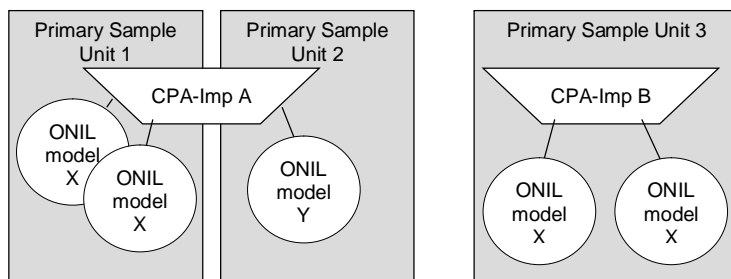 Primary Sample
Unit 1
Primary Sample
Unit 2
Primary Sample Unit 3
CPA-Imp A
CPA-Imp B
ONIL
model
X
ONIL
model
X
ONIL
model
Y
ONIL
model
X
ONIL
model
X